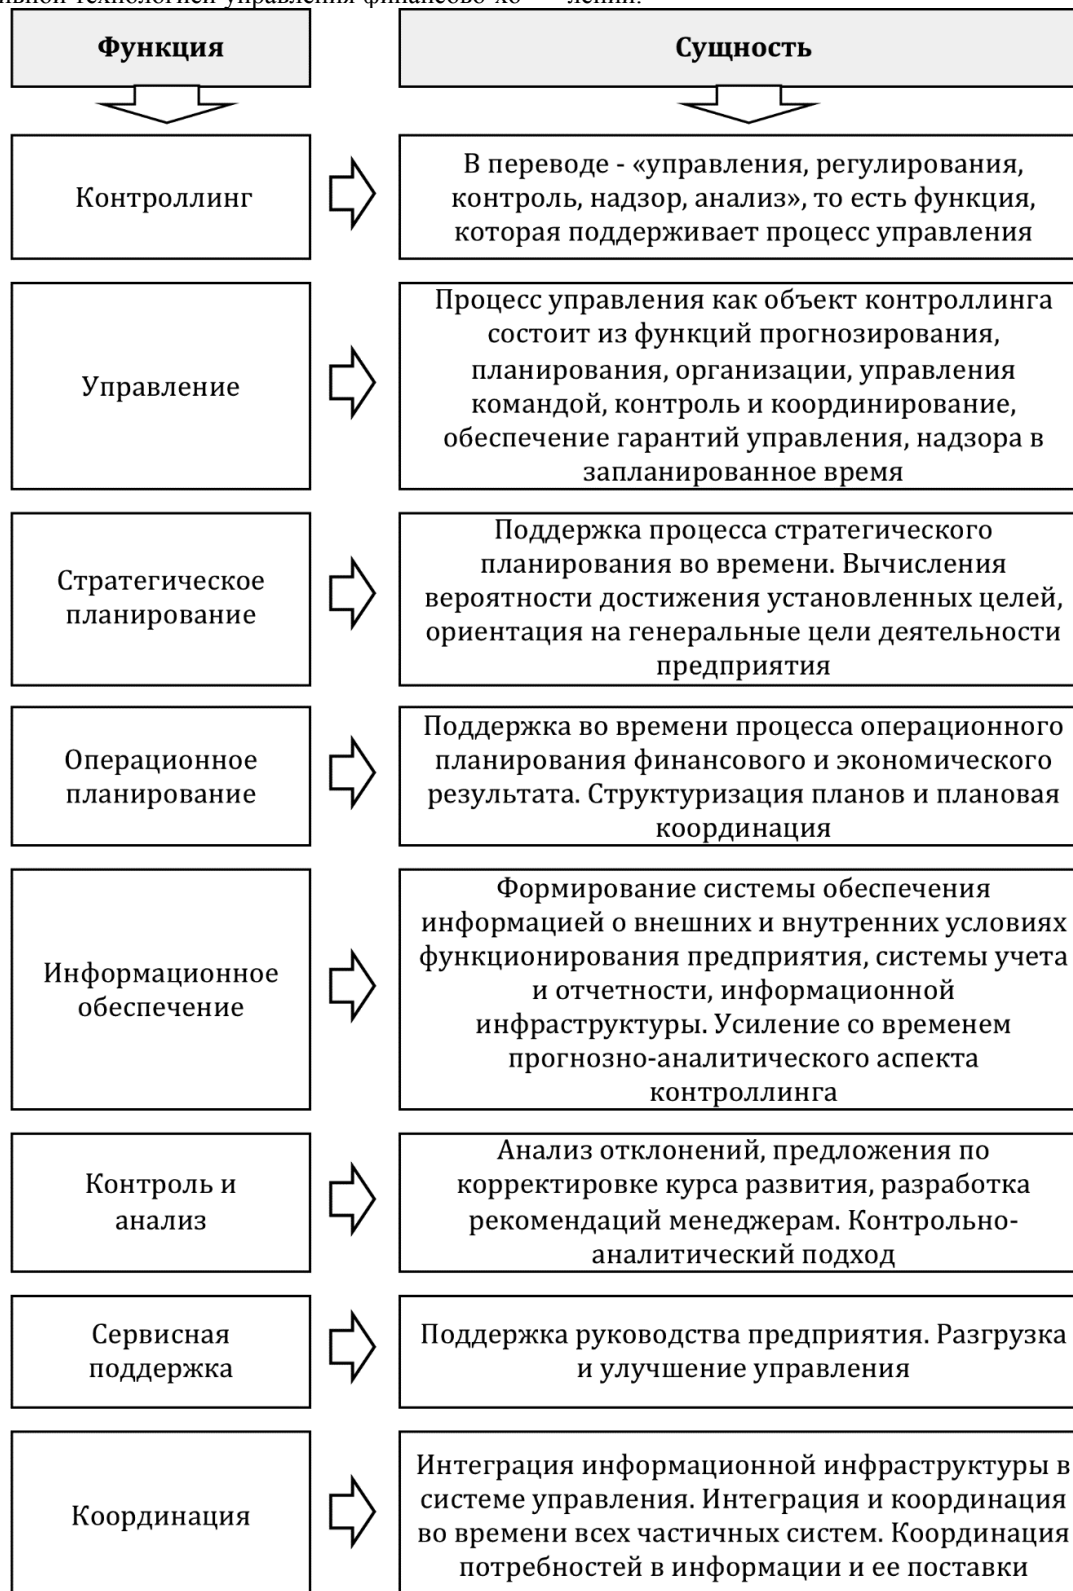 технологией управления
Функция
Сущность
Контроллинг
В переводе - «управления, регулирования,
контроль, надзор, анализ», то есть функция,
которая поддерживает процесс управления
Управление
Процесс управления как объект контроллинга
состоит из функций прогнозирования,
планирования, организации, управления
командой, контроль и координирование,
обеспечение гарантий управления, надзора в
запланированное время
Стратегическое
планирование
Поддержка процесса стратегического
планирования во времени. Вычисления
вероятности достижения установленных целей,
ориентация на генеральные цели деятельности
предприятия
Операционное
планирование
Поддержка во времени процесса операционного
планирования финансового и экономического
результата. Структуризация планов и плановая
координация
Информационное
обеспечение
Формирование системы обеспечения
информацией о внешних и внутренних условиях
функционирования предприятия, системы учета
и отчетности, информационной
инфраструктуры. Усиление со временем
прогнозно-аналитического аспекта
контроллинга
Контроль и
анализ
Анализ отклонений, предложения по
корректировке курса развития, разработка
рекомендаций менеджерам. Контрольно-
аналитический подход
Сервисная
поддержка
Поддержка руководства предприятия. Разгрузка
и улучшение управления
Координация
Интеграция информационной инфраструктуры в
системе управления. Интеграция и координация
во времени всех частичных систем. Координация
потребностей в информации и ее поставки